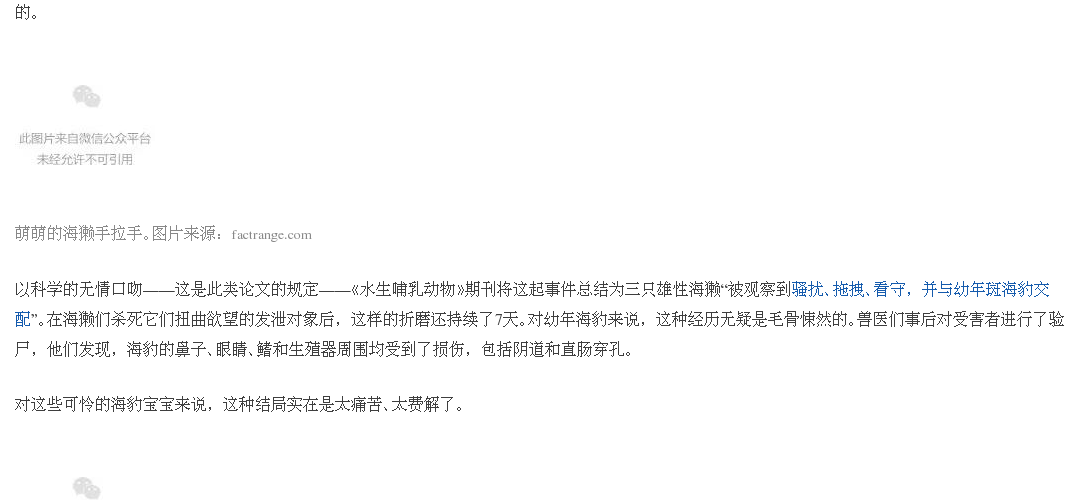 的。
此图片来自微信公众平台
未经允许不可引用
萌萌的海獭手拉手。图片来源：factrange.com
以科学的无情口吻——这是此类论文的规定——《水生哺乳动物》期刊将这起事件总结为三只雄性海獭“被观察到骚扰、拖拽、看守，并与幼年斑海豹交
配”。在海獭们杀死它们扭曲欲望的发泄对象后，这样的折磨还持续了7天。对幼年海豹来说，这种经历无疑是毛骨悚然的。兽医们事后对受害者进行了验
尸，他们发现，海豹的鼻子、眼睛、鳍和生殖器周围均受到了损伤，包括阴道和直肠穿孔。
对这些可怜的海豹宝宝来说，这种结局实在是太痛苦、太费解了。